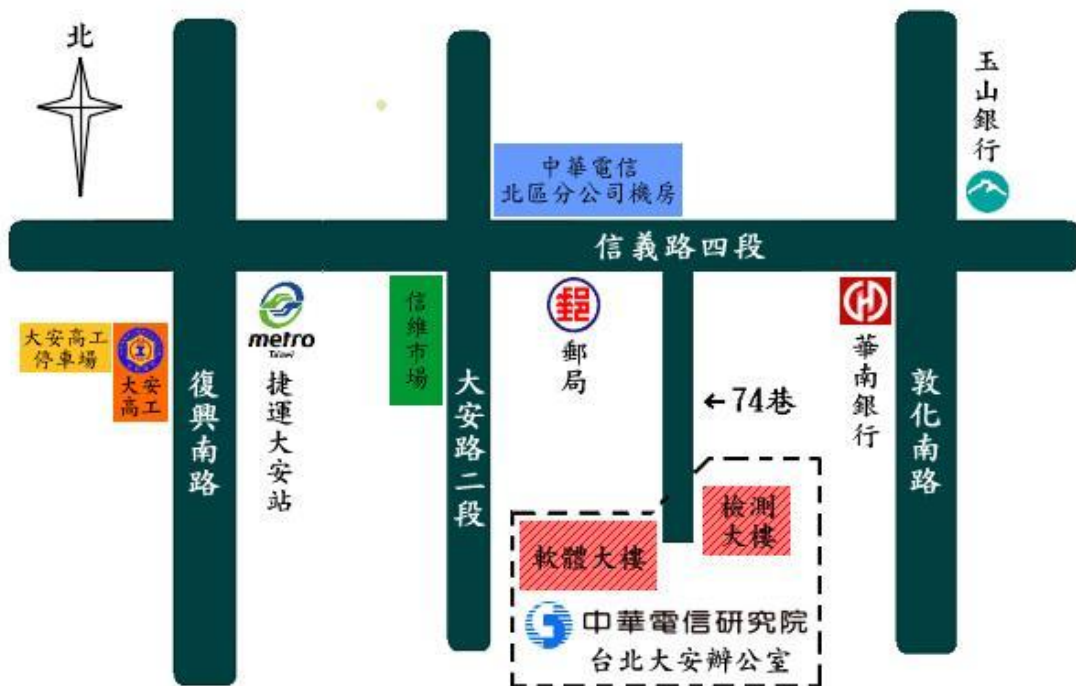 北
玉山銀行
中華電信
北區分公司機房
信義路四段
大安高工
停車場
大安
高工
復興南路
metro
Taipei
捷運大安站
信維市場
大安路二段
郵
郵局
←74巷
華南銀行
敦化南路
檢測
大樓
軟體大樓
中華電信研究院
台北大安辦公室